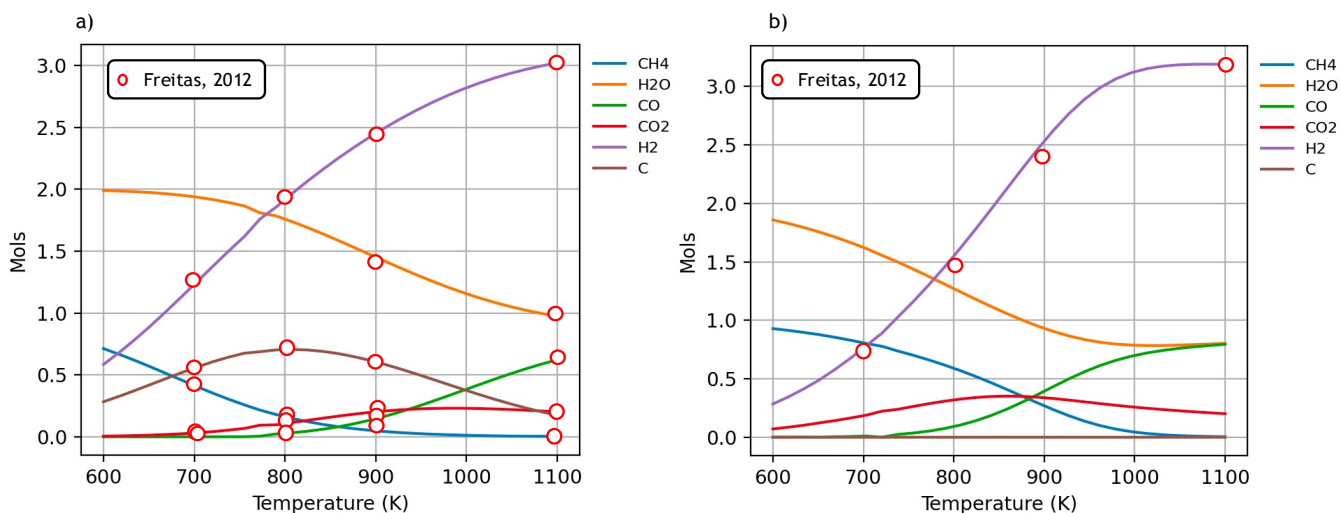 a)
Freitas, 2012
CH4
H2O
CO
CO2
H2
C
3.0
2.5
2.0
1.5
1.0
0.5
0.0
Mols
600 700 800 900 1000 1100
Temperature (K)
b)
Freitas, 2012
CH4
H2O
CO
CO2
H2
C
3.0
2.5
2.0
1.5
1.0
0.5
0.0
Mols
600 700 800 900 1000 1100
Temperature (K)